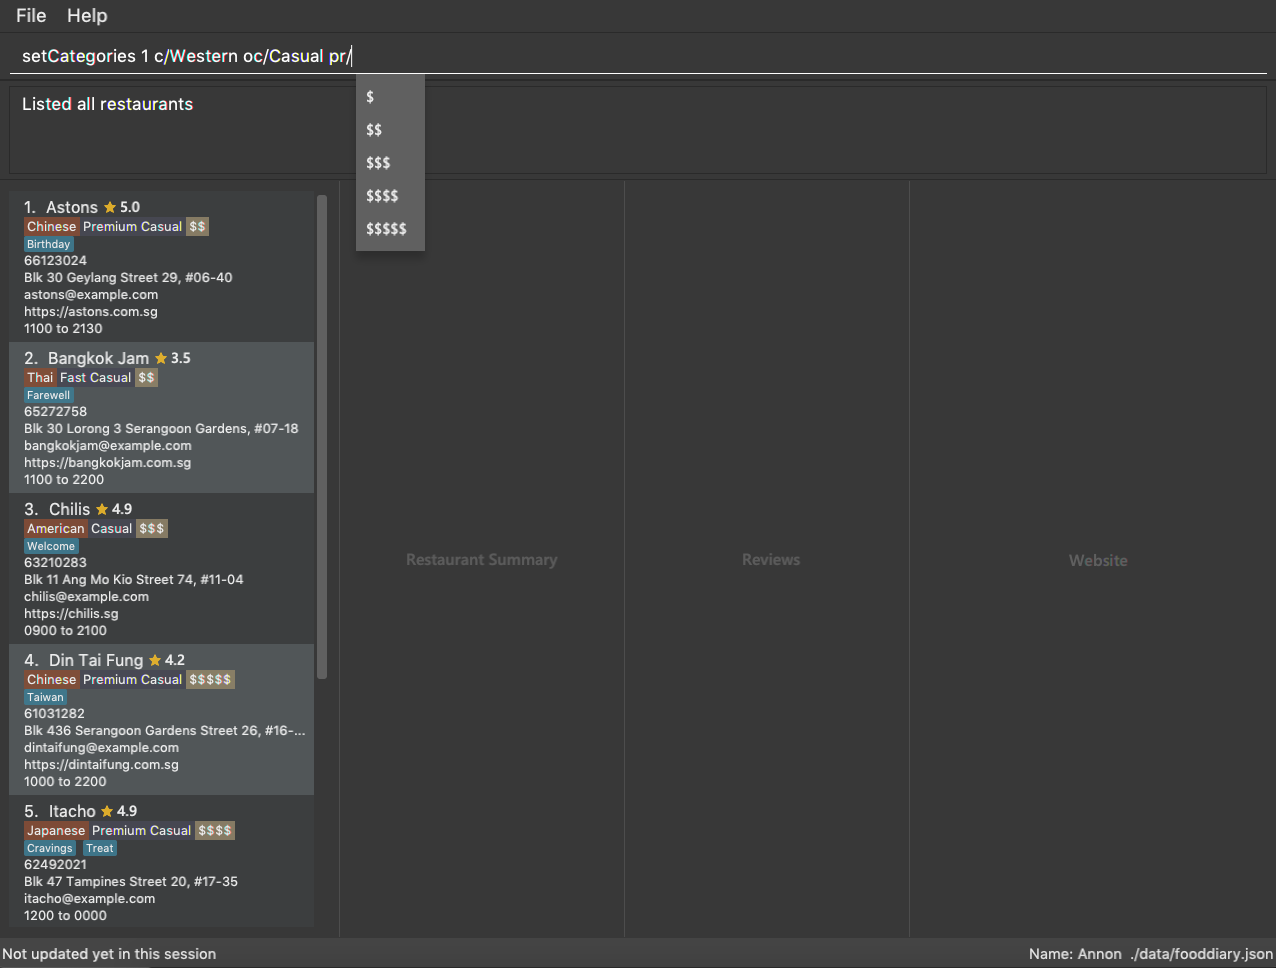 File Help
setCategories 1 c/Western oc/Casual pr/
$
$$
$$$
$$$$
$$$$$
Listed all restaurants
1. Astons 5.0
Chinese Premium Casual $$
Birthday
66123024
Blk 30 Geylang Street 29, #06-40
astons@example.com
https://astons.com.sg
1100 to 2130
2. Bangkok Jam 3.5
Thai Fast Casual $$
Farewell
65272758
Blk 30 Lorong 3 Serangoon Gardens, #07-18
bangkokjam@example.com
https://bangkokjam.com.sg
1100 to 2200
3. Chilis 4.9
American Casual $$$
Welcome
63210283
Blk 11 Ang Mo Kio Street 74, #11-04
chilis@example.com
https://chilis.sg
0900 to 2100
4. Din Tai Fung 4.2
Chinese Premium Casual $$$$$
Taiwan
61031282
Blk 436 Serangoon Gardens Street 26, #16-...
dintaifung@example.com
https://dintaifung.com.sg
1000 to 2200
5. Itacho 4.9
Japanese Premium Casual $$$$
Cravings Treat
62492021
Blk 47 Tampines Street 20, #17-35
itacho@example.com
1200 to 0000
Restaurant Summary
Reviews
Website
Not updated yet in this session
Name: Annon ./data/fooddiary.json